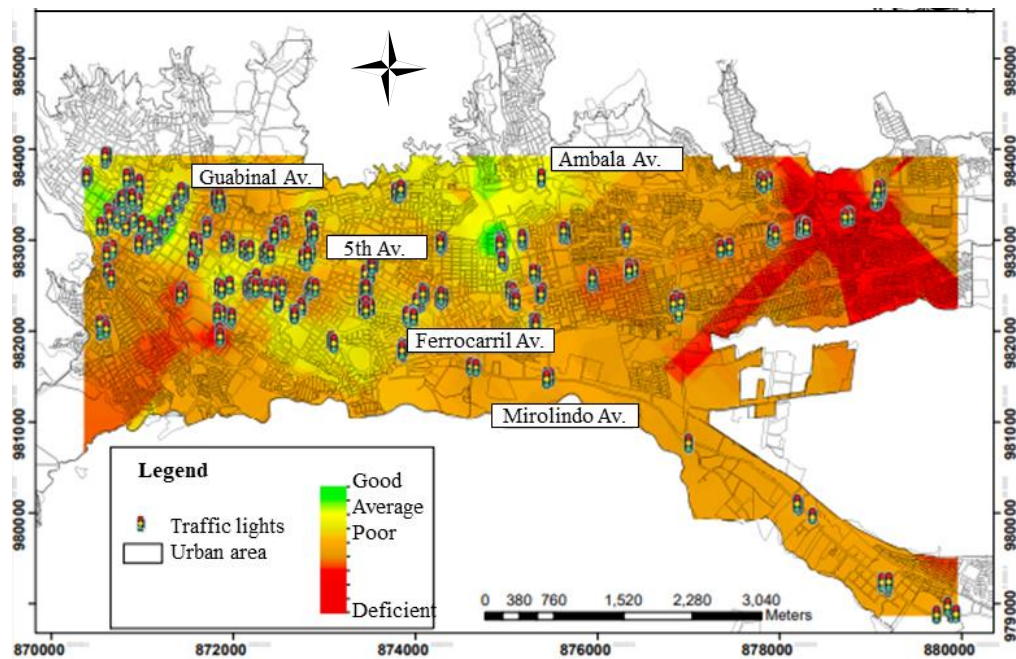 985000
984000
983000
982000
981000
980000
985000
984000
983000
982000
981000
980000
979000
Guabinal Av.
Ambala Av.
5th Av.
Ferrocarril Av.
Mirolindo Av.
Legend
Traffic lights
Urban area
Good
Average
Poor
Deficient
0 380 760 1,520 2,280 3,040
Meters
870000 872000 874000 876000 878000 880000